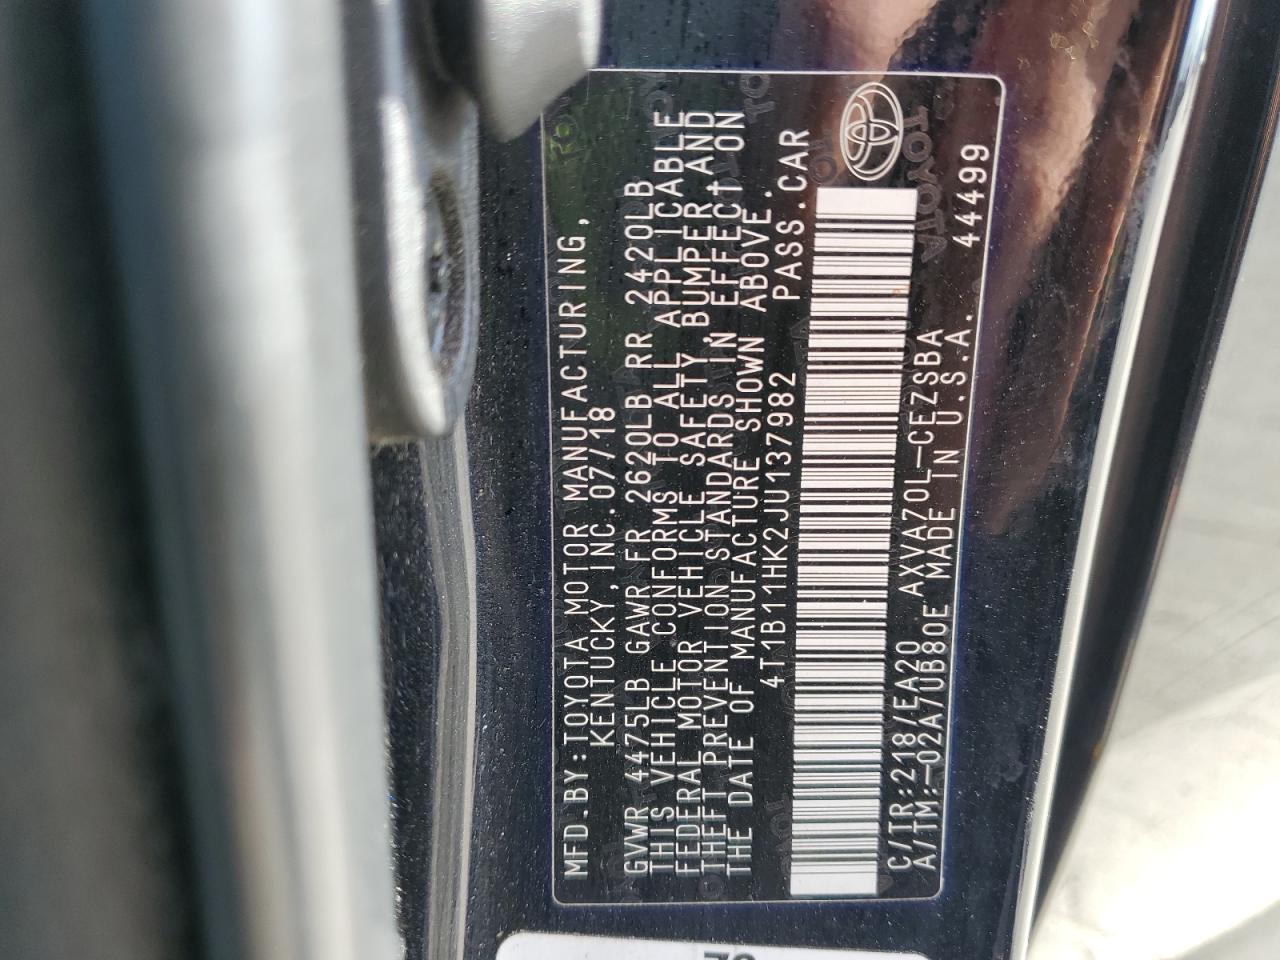 MFD.BY:TOYOTA MOTOR MANUFACTURING,
KENTUCKY,INC.07/18
GVWR 4475LB GAWR FR 2620LB RR 2420LB
THIS VEHICLE CONFORMS TO ALL APPLICABLE
FEDERAL MOTOR VEHICLE SAFETY,BUMPER,AND
THEFT PREVENTION STANDARDS IN EFFECT ON
THE DATE OF MANUFACTURE SHOWN ABOVE.
4T1B11HK2JU137982 PASS.CAR
C/TR:218/EA20 AXVA70L-CEZSBA
A/TM:-02A/UB80E MADE IN U.S.A. 44499
TOYOTA